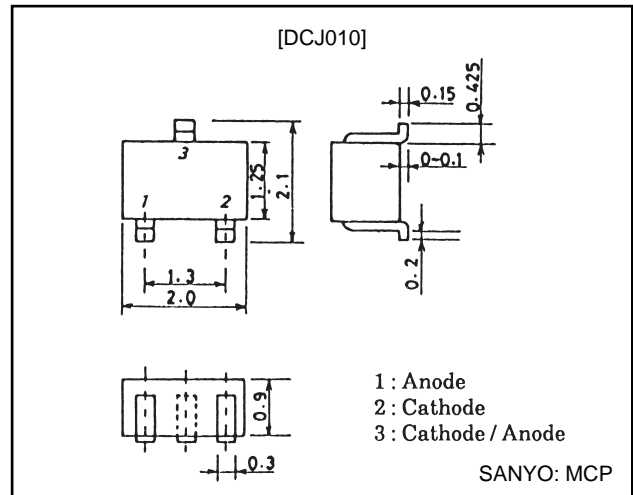 [DCJ010]
0.15
0.425
3
1.25
2.1
0~0.1
1
2
0.2
1.3
2.0
0.9
0.3
1 : Anode
2 : Cathode
3 : Cathode / Anode
SANYO: MCP